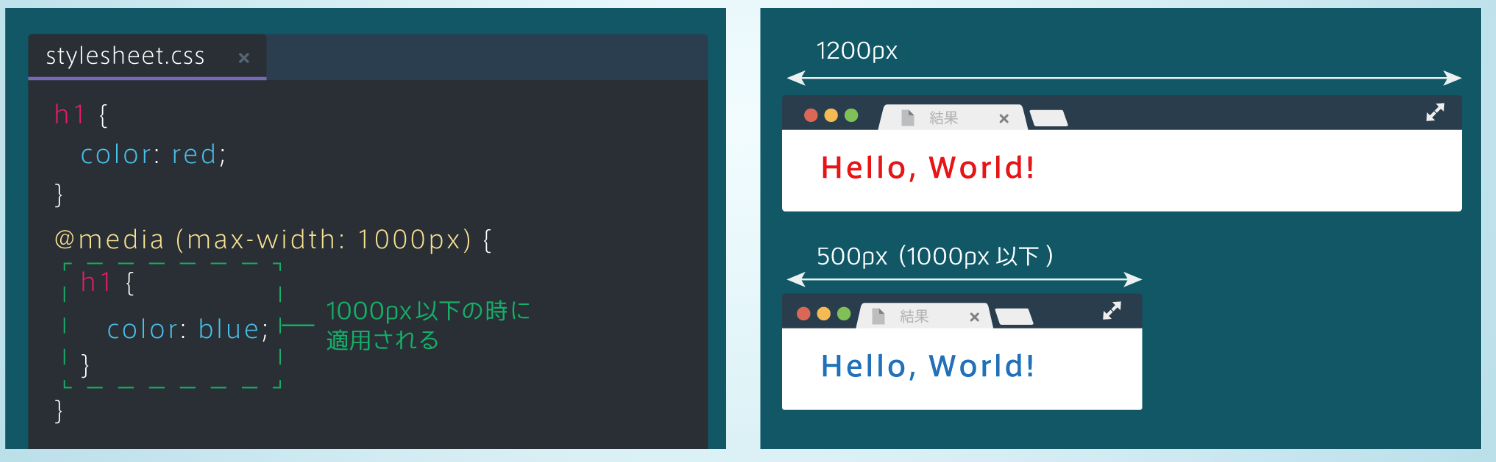 stylesheet.css ×
h1 {
color: red;
}
@media (max-width: 1000px) {
h1 {
color: blue;
}
}
1000px以下の時に
適用される
1200px
結果 ×
Hello, World!
500px (1000px 以下 )
結果 ×
Hello, World!